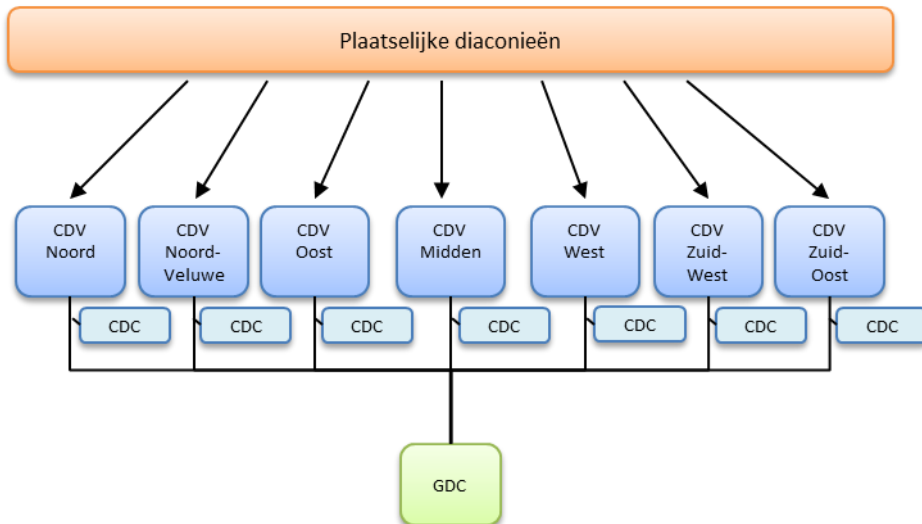 Plaatselijke diaconieën
CDV
Noord
CDV
Noord-
Veluwe
CDV
Oost
CDV
Midden
CDV
West
CDV
Zuid-
West
CDV
Zuid-
Oost
CDC
CDC
CDC
CDC
CDC
CDC
CDC
GDC